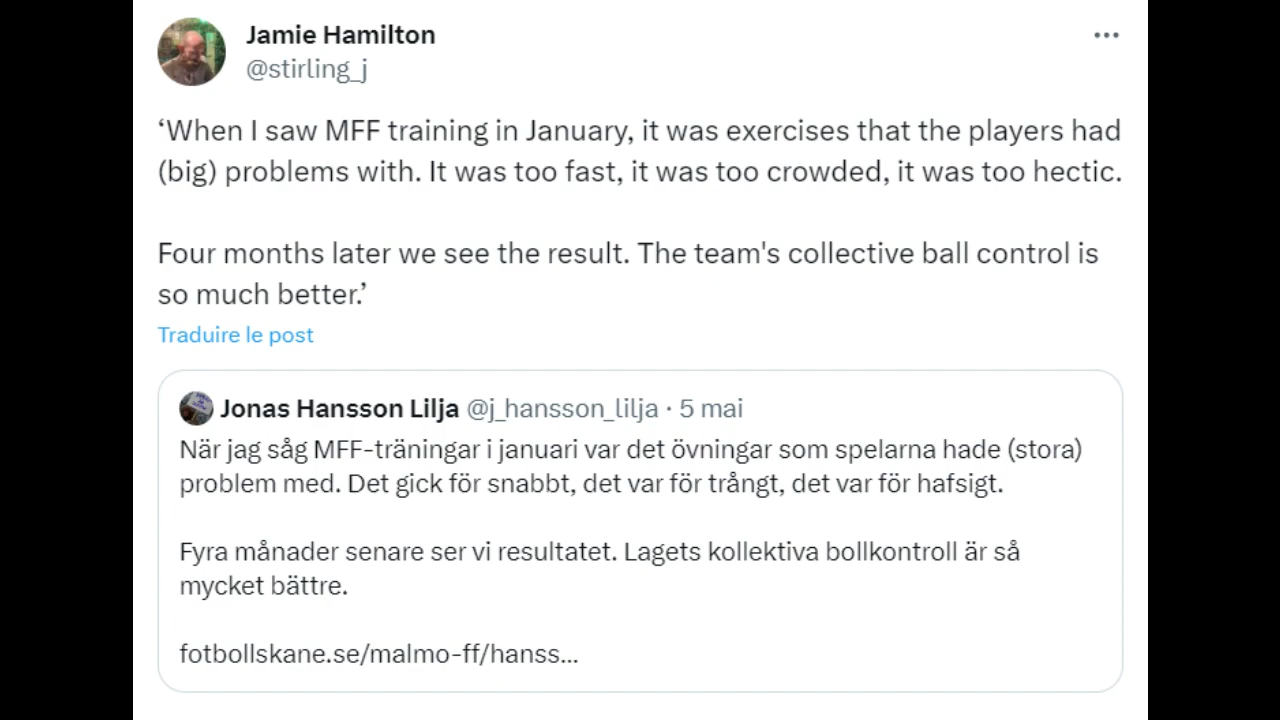 Jamie Hamilton
@stirling_j
‘When I saw MFF training in January, it was exercises that the players had
(big) problems with. It was too fast, it was too crowded, it was too hectic.
Four months later we see the result. The team's collective ball control is
so much better.’
Traduire le post
Jonas Hansson Lilja @j_hansson_lilja · 5 mai
När jag såg MFF-träningar i januari var det övningar som spelarna hade (stora)
problem med. Det gick för snabbt, det var för trångt, det var för hafsigt.
Fyra månader senare ser vi resultatet. Lagets kollektiva bollkontroll är så
mycket bättre.
fotbollskane.se/malmo-ff/hanss...